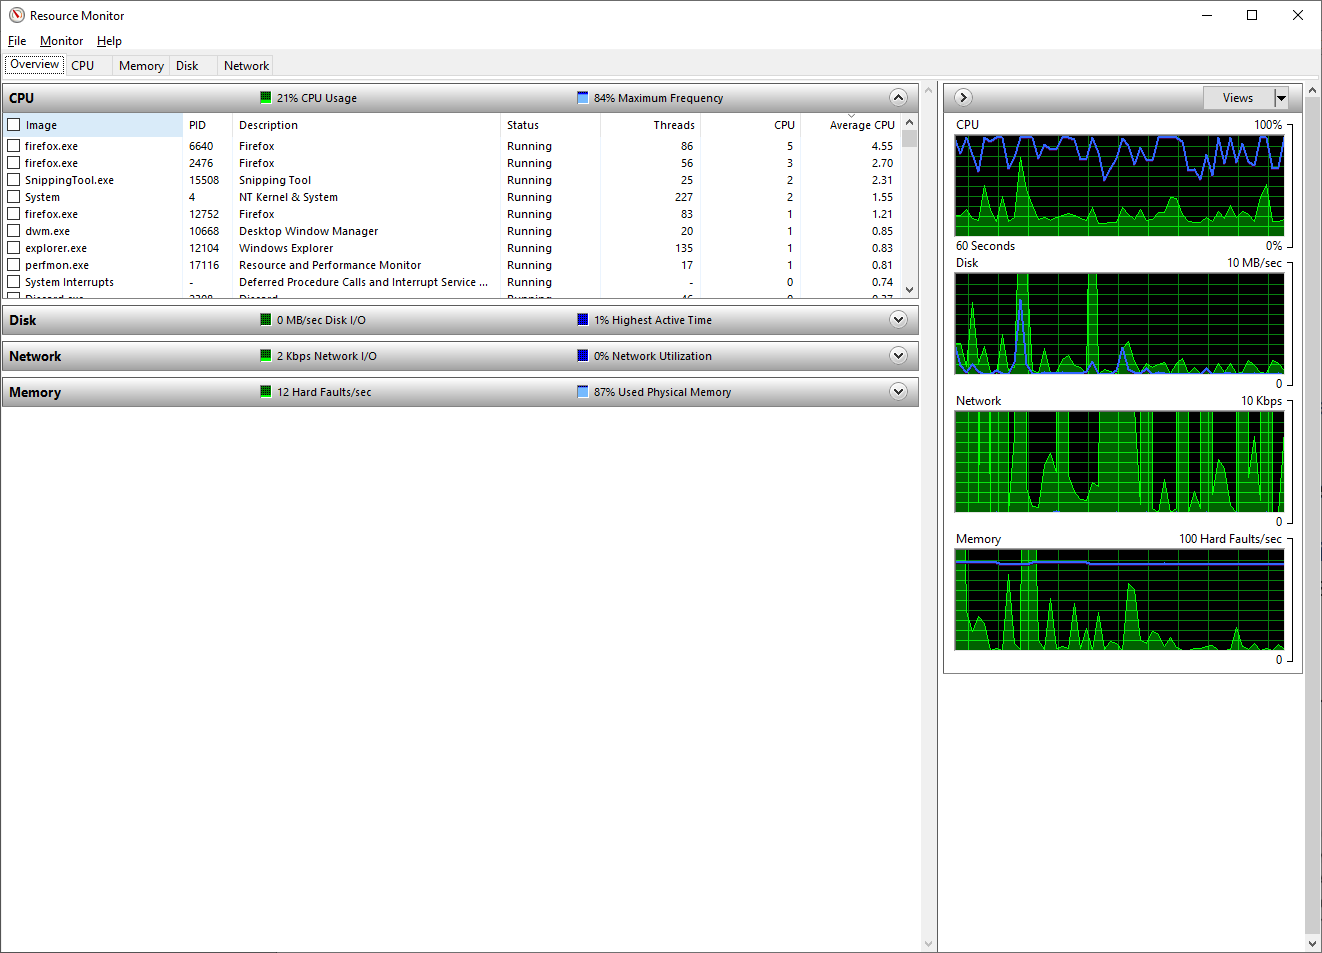 Resource Monitor
File Monitor Help
Overview CPU Memory Disk Network
CPU 21% CPU Usage 84% Maximum Frequency
Image PID Description Status Threads CPU Average CPU
firefox.exe 6640 Firefox Running 86 5 4.55
firefox.exe 2476 Firefox Running 56 3 2.70
SnippingTool.exe 15508 Snipping Tool Running 25 2 2.31
System 4 NT Kernel & System Running 227 2 1.55
firefox.exe 12752 Firefox Running 83 1 1.21
dwm.exe 10668 Desktop Window Manager Running 20 1 0.85
explorer.exe 12104 Windows Explorer Running 135 1 0.83
perfmon.exe 17116 Resource and Performance Monitor Running 17 1 0.81
System Interrupts - Deferred Procedure Calls and Interrupt Service ... Running - 0 0.74
Disk 0 MB/sec Disk I/O 1% Highest Active Time
Network 2 Kbps Network I/O 0% Network Utilization
Memory 12 Hard Faults/sec 87% Used Physical Memory
Views
CPU 100%
60 Seconds 0%
Disk 10 MB/sec
0
Network 10 Kbps
0
Memory 100 Hard Faults/sec
0